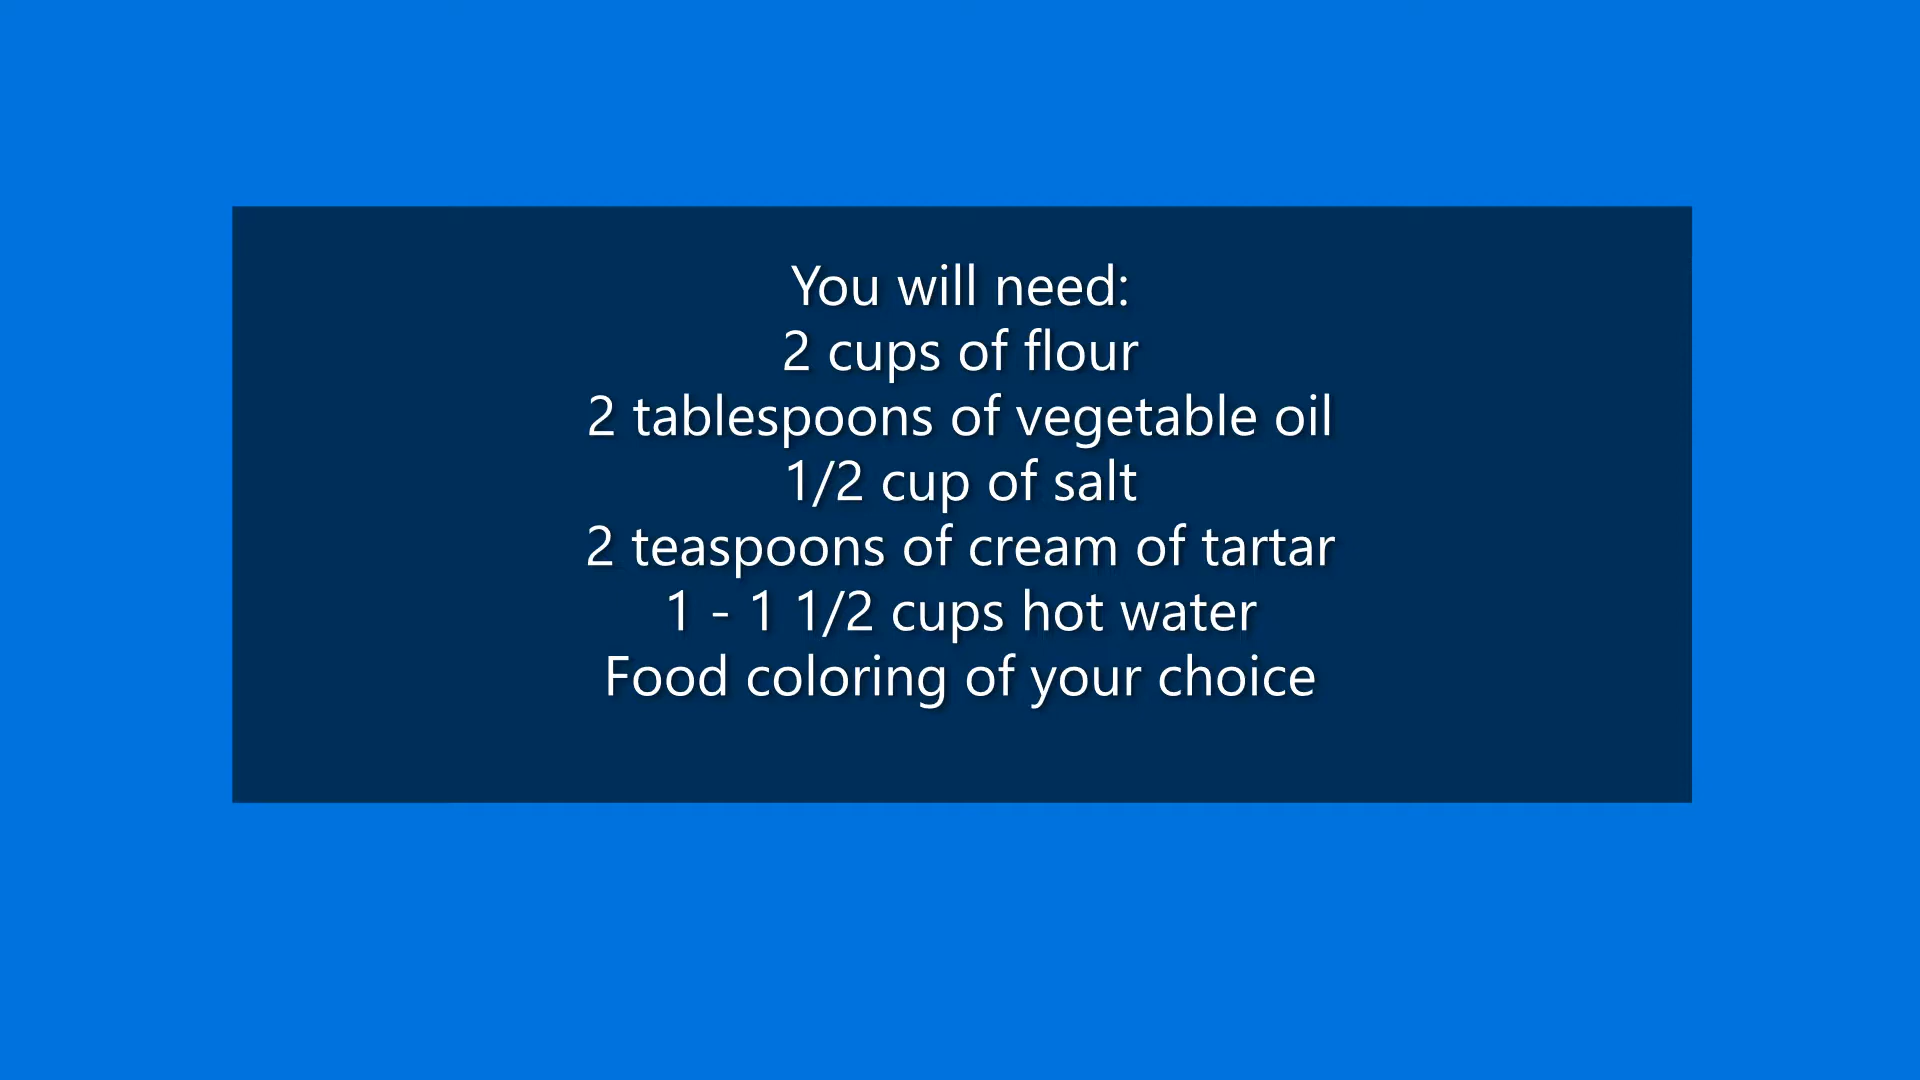 You will need:
2 cups of flour
2 tablespoons of vegetable oil
1/2 cup of salt
2 teaspoons of cream of tartar
1 - 1 1/2 cups hot water
Food coloring of your choice